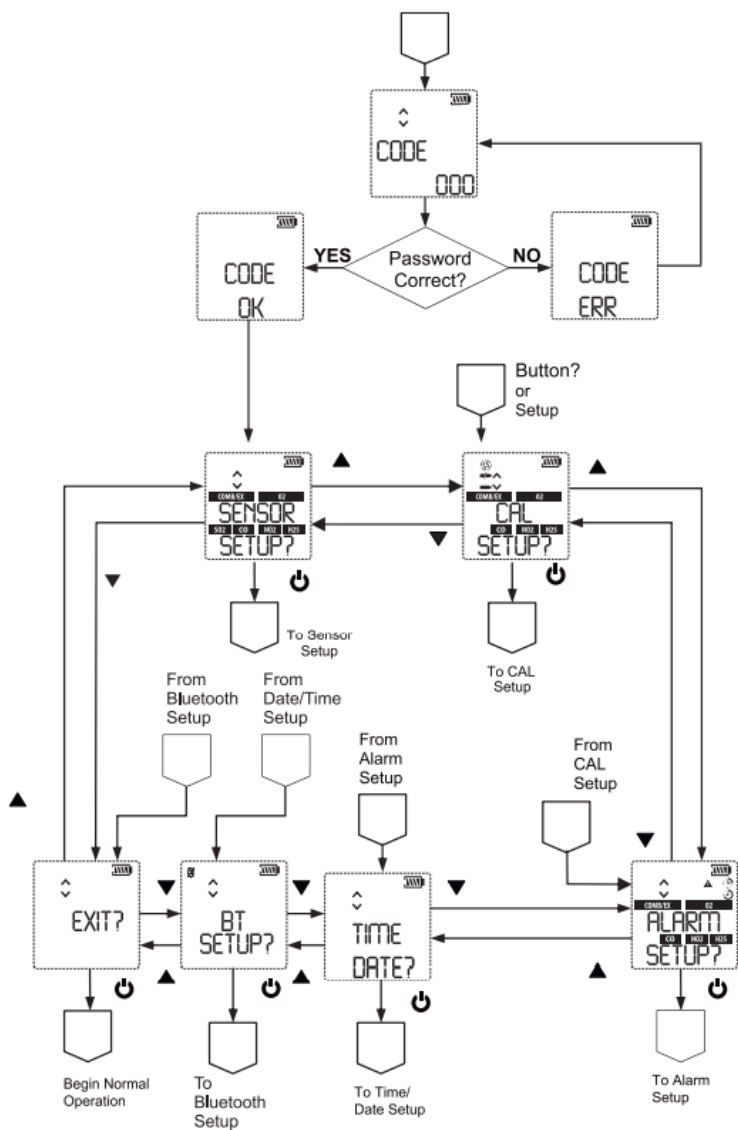 CODE
000
YES
Password
Correct?
NO
CODE
OK
CODE
ERR
Button?
or
Setup
COMB/EX O2
SENSOR
SO2 CO NO2 H2S
SETUP?
COMB/EX O2
CAL
CO NO2 H2S
SETUP?
To Sensor
Setup
To CAL
Setup
From
Bluetooth
Setup
From
Date/Time
Setup
From
Alarm
Setup
From
CAL
Setup
EXIT?
BT
SETUP?
TIME
DATE?
COMB/EX O2
ALARM
CO NO2 H2S
SETUP?
Begin Normal
Operation
To
Bluetooth
Setup
To Time/
Date Setup
To Alarm
Setup